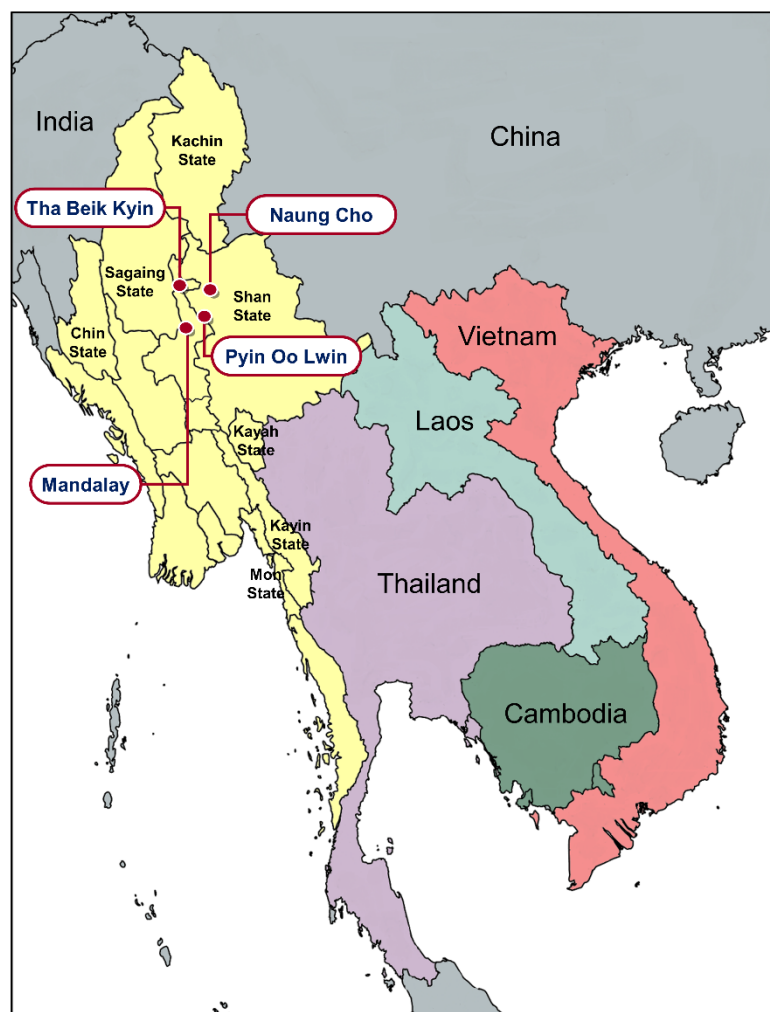 India
China
Kachin
State
Tha Beik Kyin
Naung Cho
Sagaing
State
Shan
State
Chin
State
Vietnam
Pyin Oo Lwin
Laos
Kayah
State
Mandalay
Kayin
State
Mon
State
Thailand
Cambodia